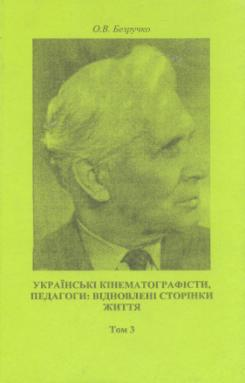 О.В. Безручко
УКРАЇНСЬКІ КІНЕМАТОГРАФІСТИ,
ПЕДАГОГИ: ВІДНОВЛЕНІ СТОРІНКИ
ЖИТТЯ
Том 3